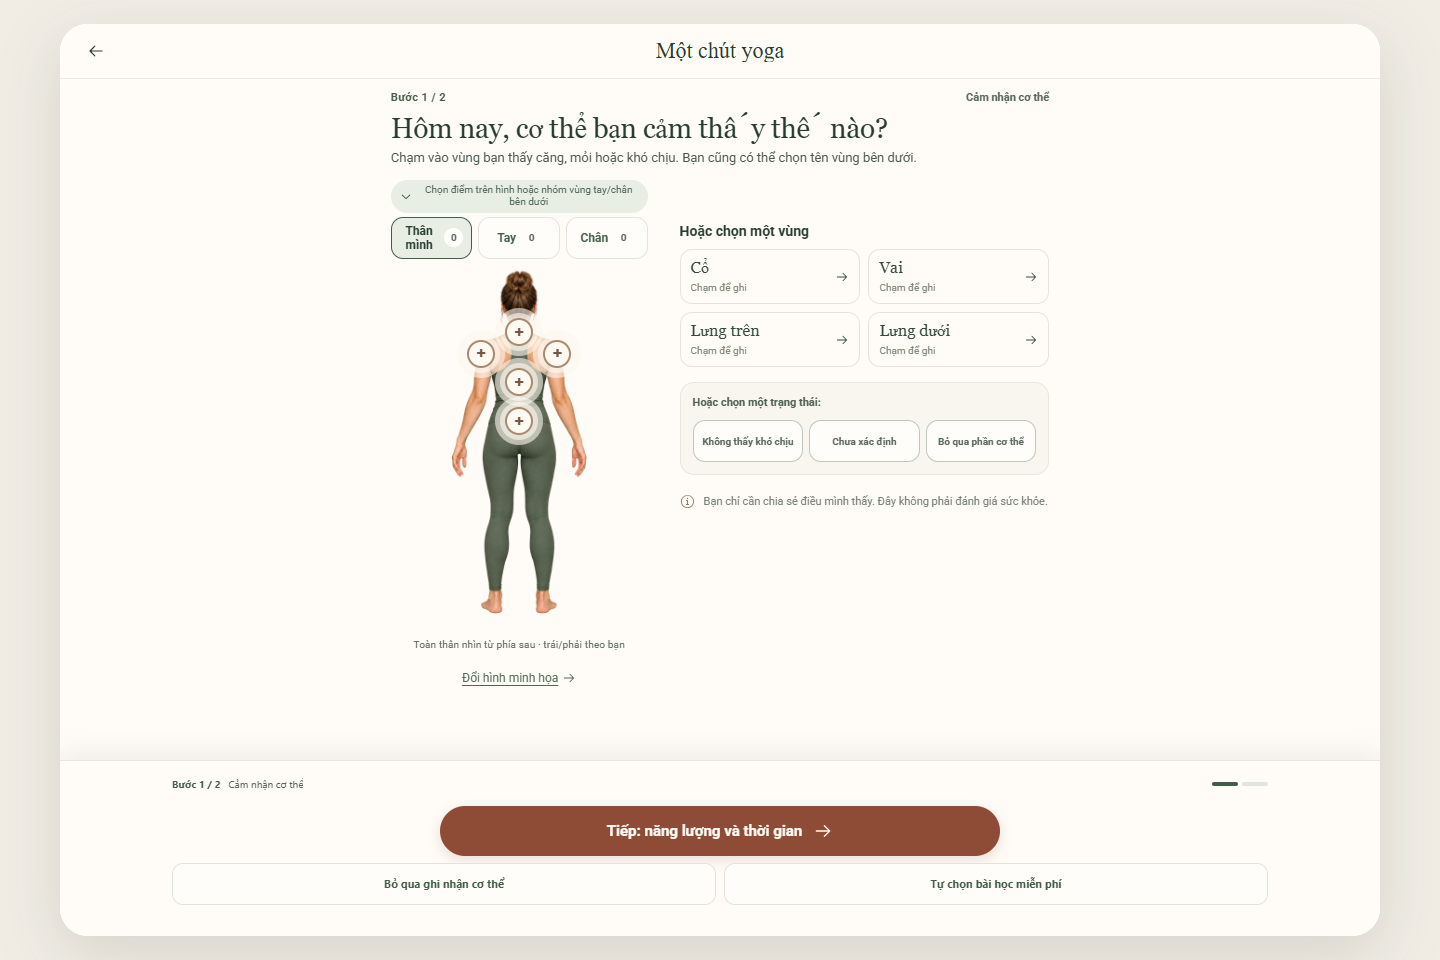 Một chút yoga
Bước 1 / 2
Cảm nhận cơ thể
Hôm nay, cơ thể bạn cảm thấy thế nào?
Chạm vào vùng bạn thấy căng, mỏi hoặc khó chịu. Bạn cũng có thể chọn tên vùng bên dưới.
Chọn điểm trên hình hoặc nhóm vùng tay/chân
bên dưới
Thân
mình
0
Tay 0
Chân 0
Toàn thân nhìn từ phía sau · trái/phải theo bạn
Đổi hình minh họa
Hoặc chọn một vùng
Cổ
Chạm để ghi
Vai
Chạm để ghi
Lưng trên
Chạm để ghi
Lưng dưới
Chạm để ghi
Hoặc chọn một trạng thái:
Không thấy khó chịu
Chưa xác định
Bỏ qua phần cơ thể
Bạn chỉ cần chia sẻ điều mình thấy. Đây không phải đánh giá sức khỏe.
Bước 1 / 2 Cảm nhận cơ thể
Tiếp: năng lượng và thời gian
Bỏ qua ghi nhận cơ thể
Tự chọn bài học miễn phí